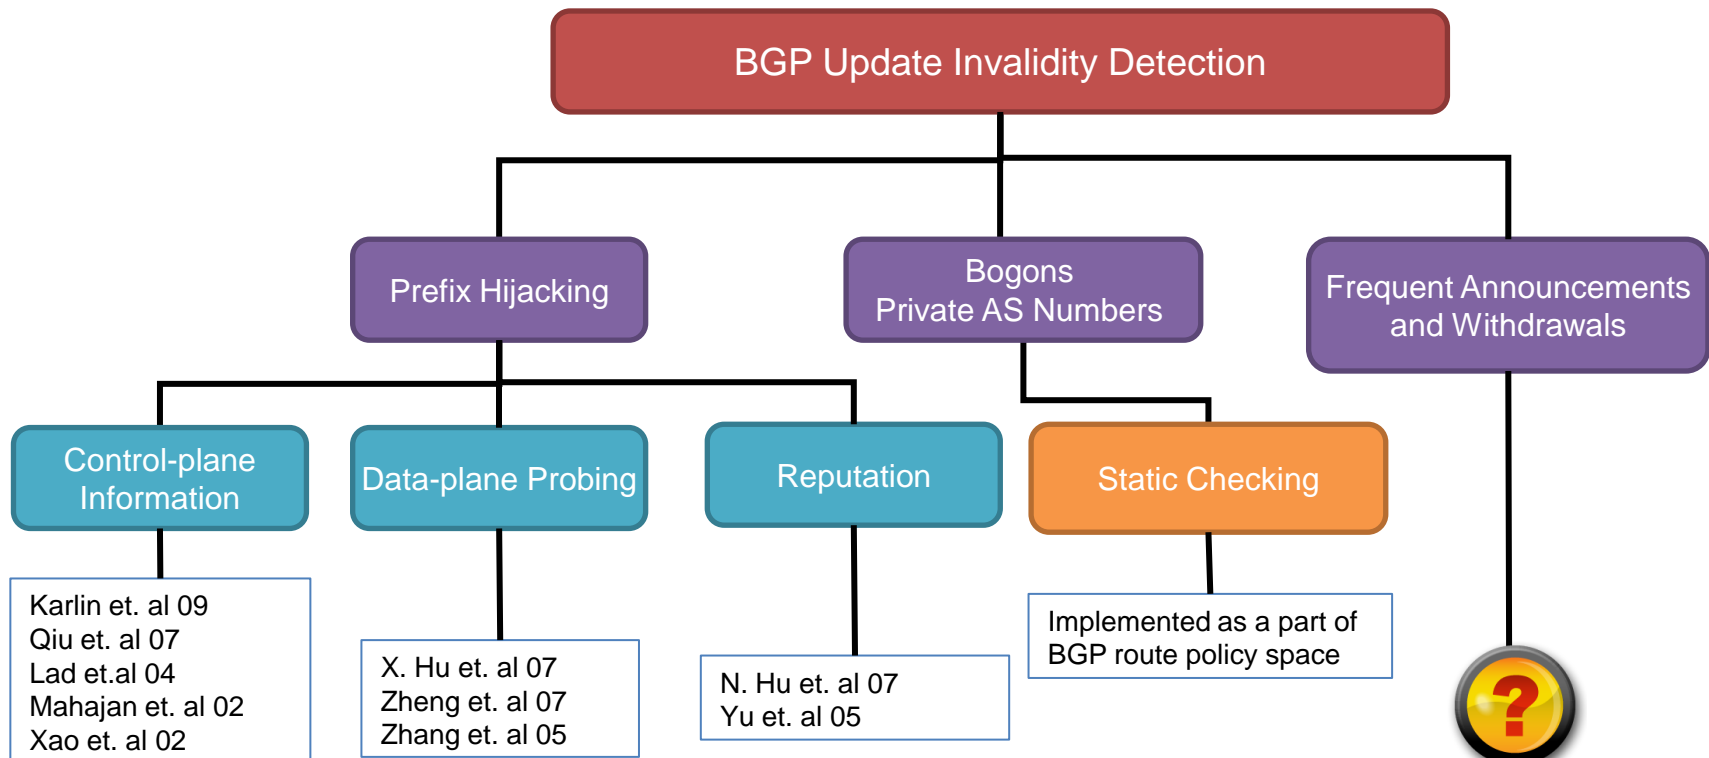 BGP Update Invalidity Detection
Prefix Hijacking
Bogons
Private AS Numbers
Frequent Announcements
and Withdrawals
Control-plane
Information
Data-plane Probing
Reputation
Static Checking
Karlin et. al 09
Qiu et. al 07
Lad et.al 04
Mahajan et. al 02
Xao et. al 02
X. Hu et. al 07
Zheng et. al 07
Zhang et. al 05
N. Hu et. al 07
Yu et. al 05
Implemented as a part of
BGP route policy space
?